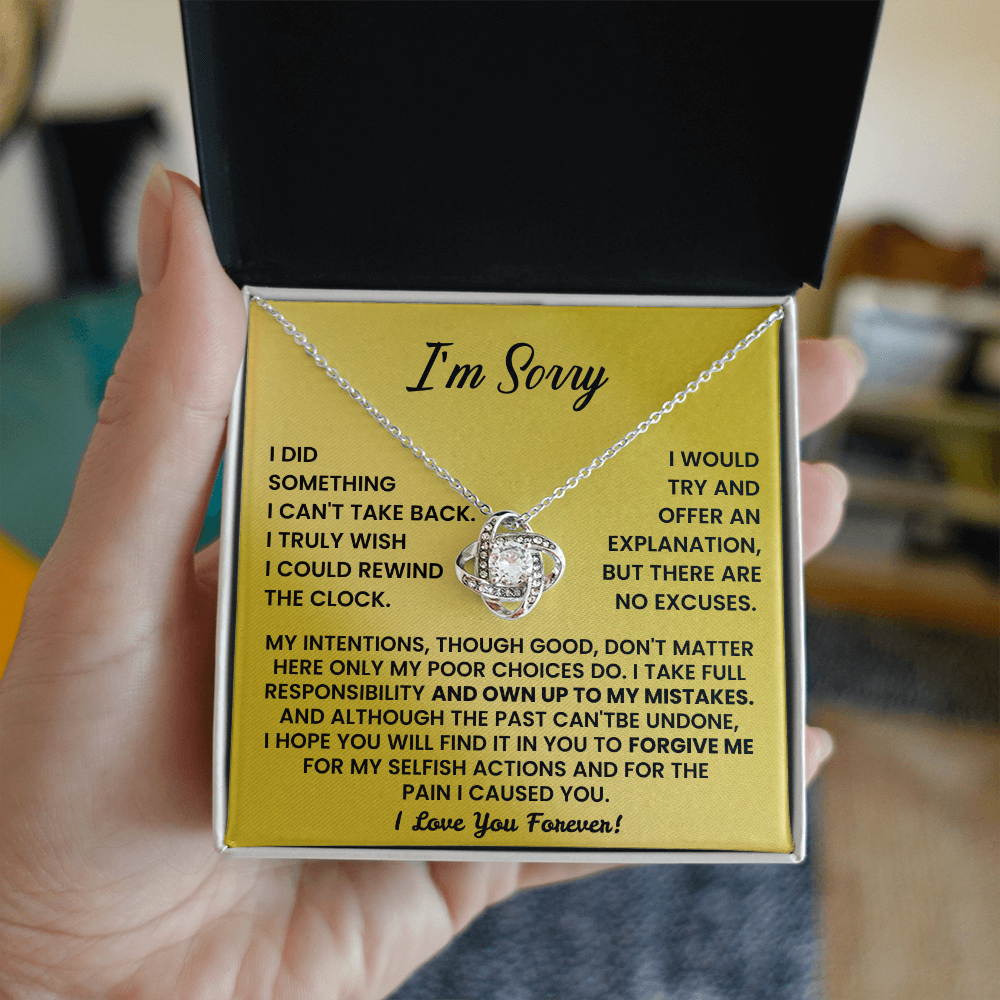 I'm Sorry
I DID
SOMETHING
I CAN'T TAKE BACK.
I TRULY WISH
I COULD REWIND
THE CLOCK.
I WOULD
TRY AND
OFFER AN
EXPLANATION,
BUT THERE ARE
NO EXCUSES.
MY INTENTIONS, THOUGH GOOD, DON'T MATTER
HERE ONLY MY POOR CHOICES DO. I TAKE FULL
RESPONSIBILITY AND OWN UP TO MY MISTAKES.
AND ALTHOUGH THE PAST CAN'TBE UNDONE,
I HOPE YOU WILL FIND IT IN YOU TO FORGIVE ME
FOR MY SELFISH ACTIONS AND FOR THE
PAIN I CAUSED YOU.
I Love You Forever!